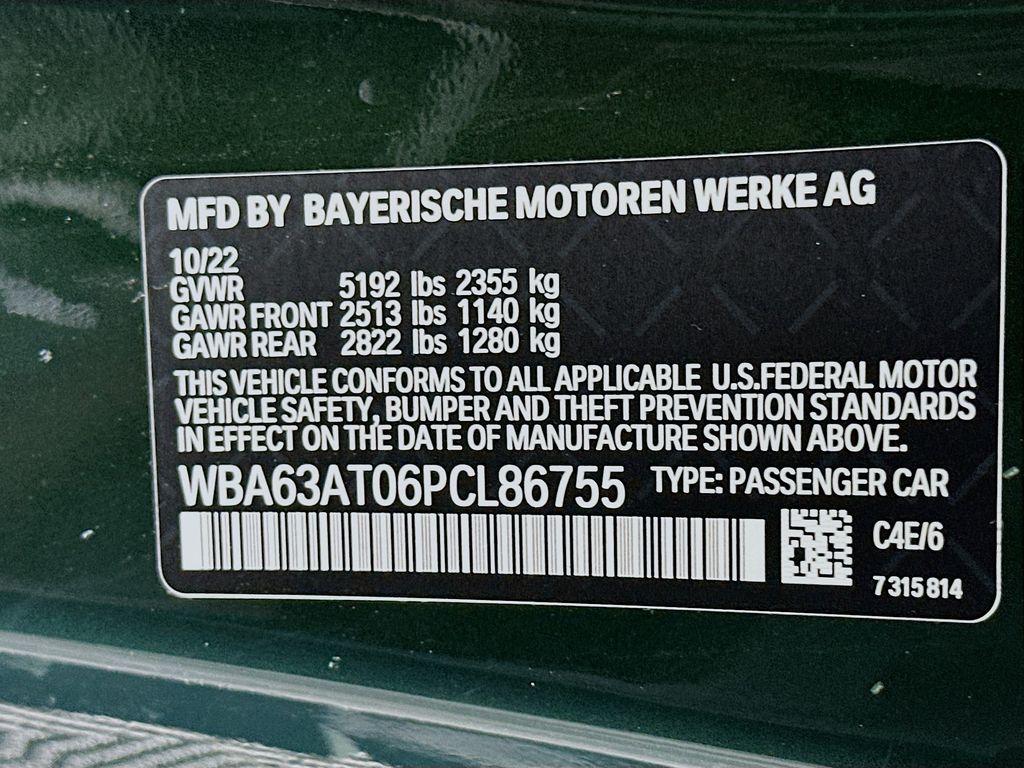 MFD BY BAYERISCHE MOTOREN WERKE AG
10/22
GVWR 5192 lbs 2355 kg
GAWR FRONT 2513 lbs 1140 kg
GAWR REAR 2822 lbs 1280 kg
THIS VEHICLE CONFORMS TO ALL APPLICABLE U.S.FEDERAL MOTOR
VEHICLE SAFETY, BUMPER AND THEFT PREVENTION STANDARDS
IN EFFECT ON THE DATE OF MANUFACTURE SHOWN ABOVE.
WBA63AT06PCL86755 TYPE: PASSENGER CAR
C4E/6
7315814